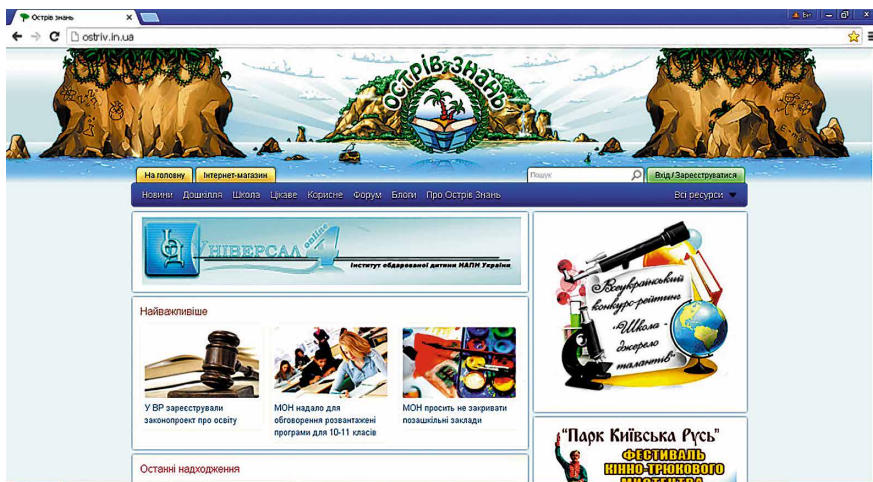 Острів знань
ostriv.in.ua
ОСТРІВ ЗНАНЬ
На головну
Інтернет-магазин
Пошук
Вхід / Зареєструватися
Новини Дошкілля Школа Цікаве Корисне Форум Блоги Про Острів Знань
Всі ресурси
УНІВЕРСАЛ 4 online
Інститут обдарованої дитини НАПН України
Всеукраїнський
конкурс-рейтинг
"Школа -
джерело
талантів"
Найважливіше
У ВР зареєстрували
законопроект про освіту
МОН надало для
обговорення розвантажені
програми для 10-11 класів
МОН просить не закривати
позашкільні заклади
"Парк Київська Русь"
ФЕСТИВАЛЬ
КІННО-ТРЮКОВОГО
МИСТЕЦТВА
Останні надходження